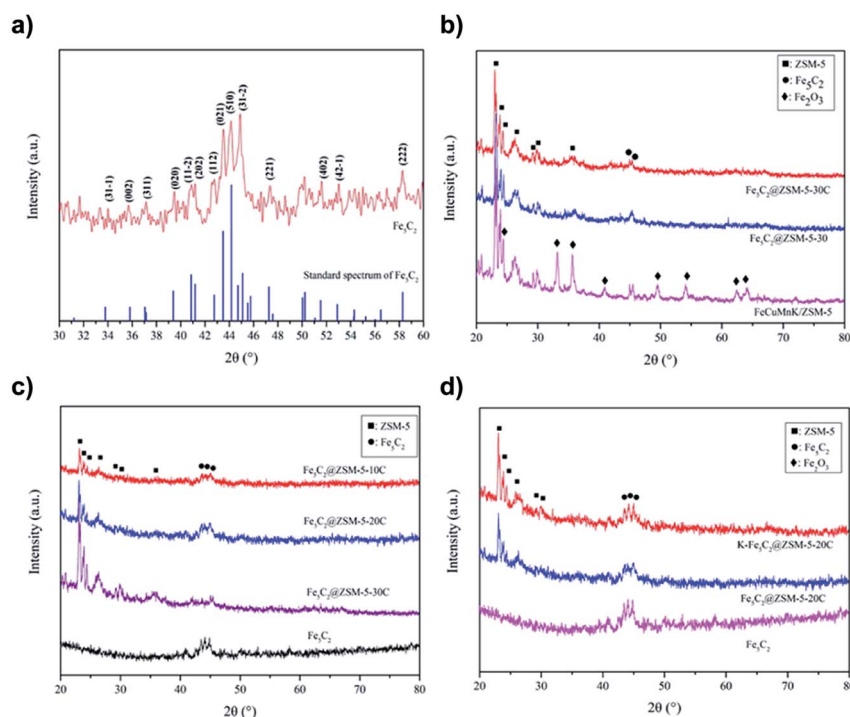 a)
(31-1)
(002)
(311)
(020)
(11-2)
(202)
(112)
(021)
(510)
(31-2)
(221)
(402)
(42-1)
(222)
Fe₅C₂
Standard spectrum of Fe₅C₂
Intensity (a.u.)
30 32 34 36 38 40 42 44 46 48 50 52 54 56 58 60
2θ (°)
b)
■: ZSM-5
●: Fe₅C₂
♦: Fe₂O₃
Fe₅C₂@ZSM-5-30C
Fe₅C₂@ZSM-5-30
FeCuMnK/ZSM-5
Intensity (a.u.)
20 30 40 50 60 70 80
2θ (°)
c)
■: ZSM-5
●: Fe₅C₂
Fe₅C₂@ZSM-5-10C
Fe₅C₂@ZSM-5-20C
Fe₅C₂@ZSM-5-30C
Fe₅C₂
Intensity (a.u.)
20 30 40 50 60 70 80
2θ (°)
d)
■: ZSM-5
●: Fe₅C₂
♦: Fe₂O₃
K-Fe₅C₂@ZSM-5-20C
Fe₅C₂@ZSM-5-20C
Fe₅C₂
Intensity (a.u.)
20 30 40 50 60 70 80
2θ (°)